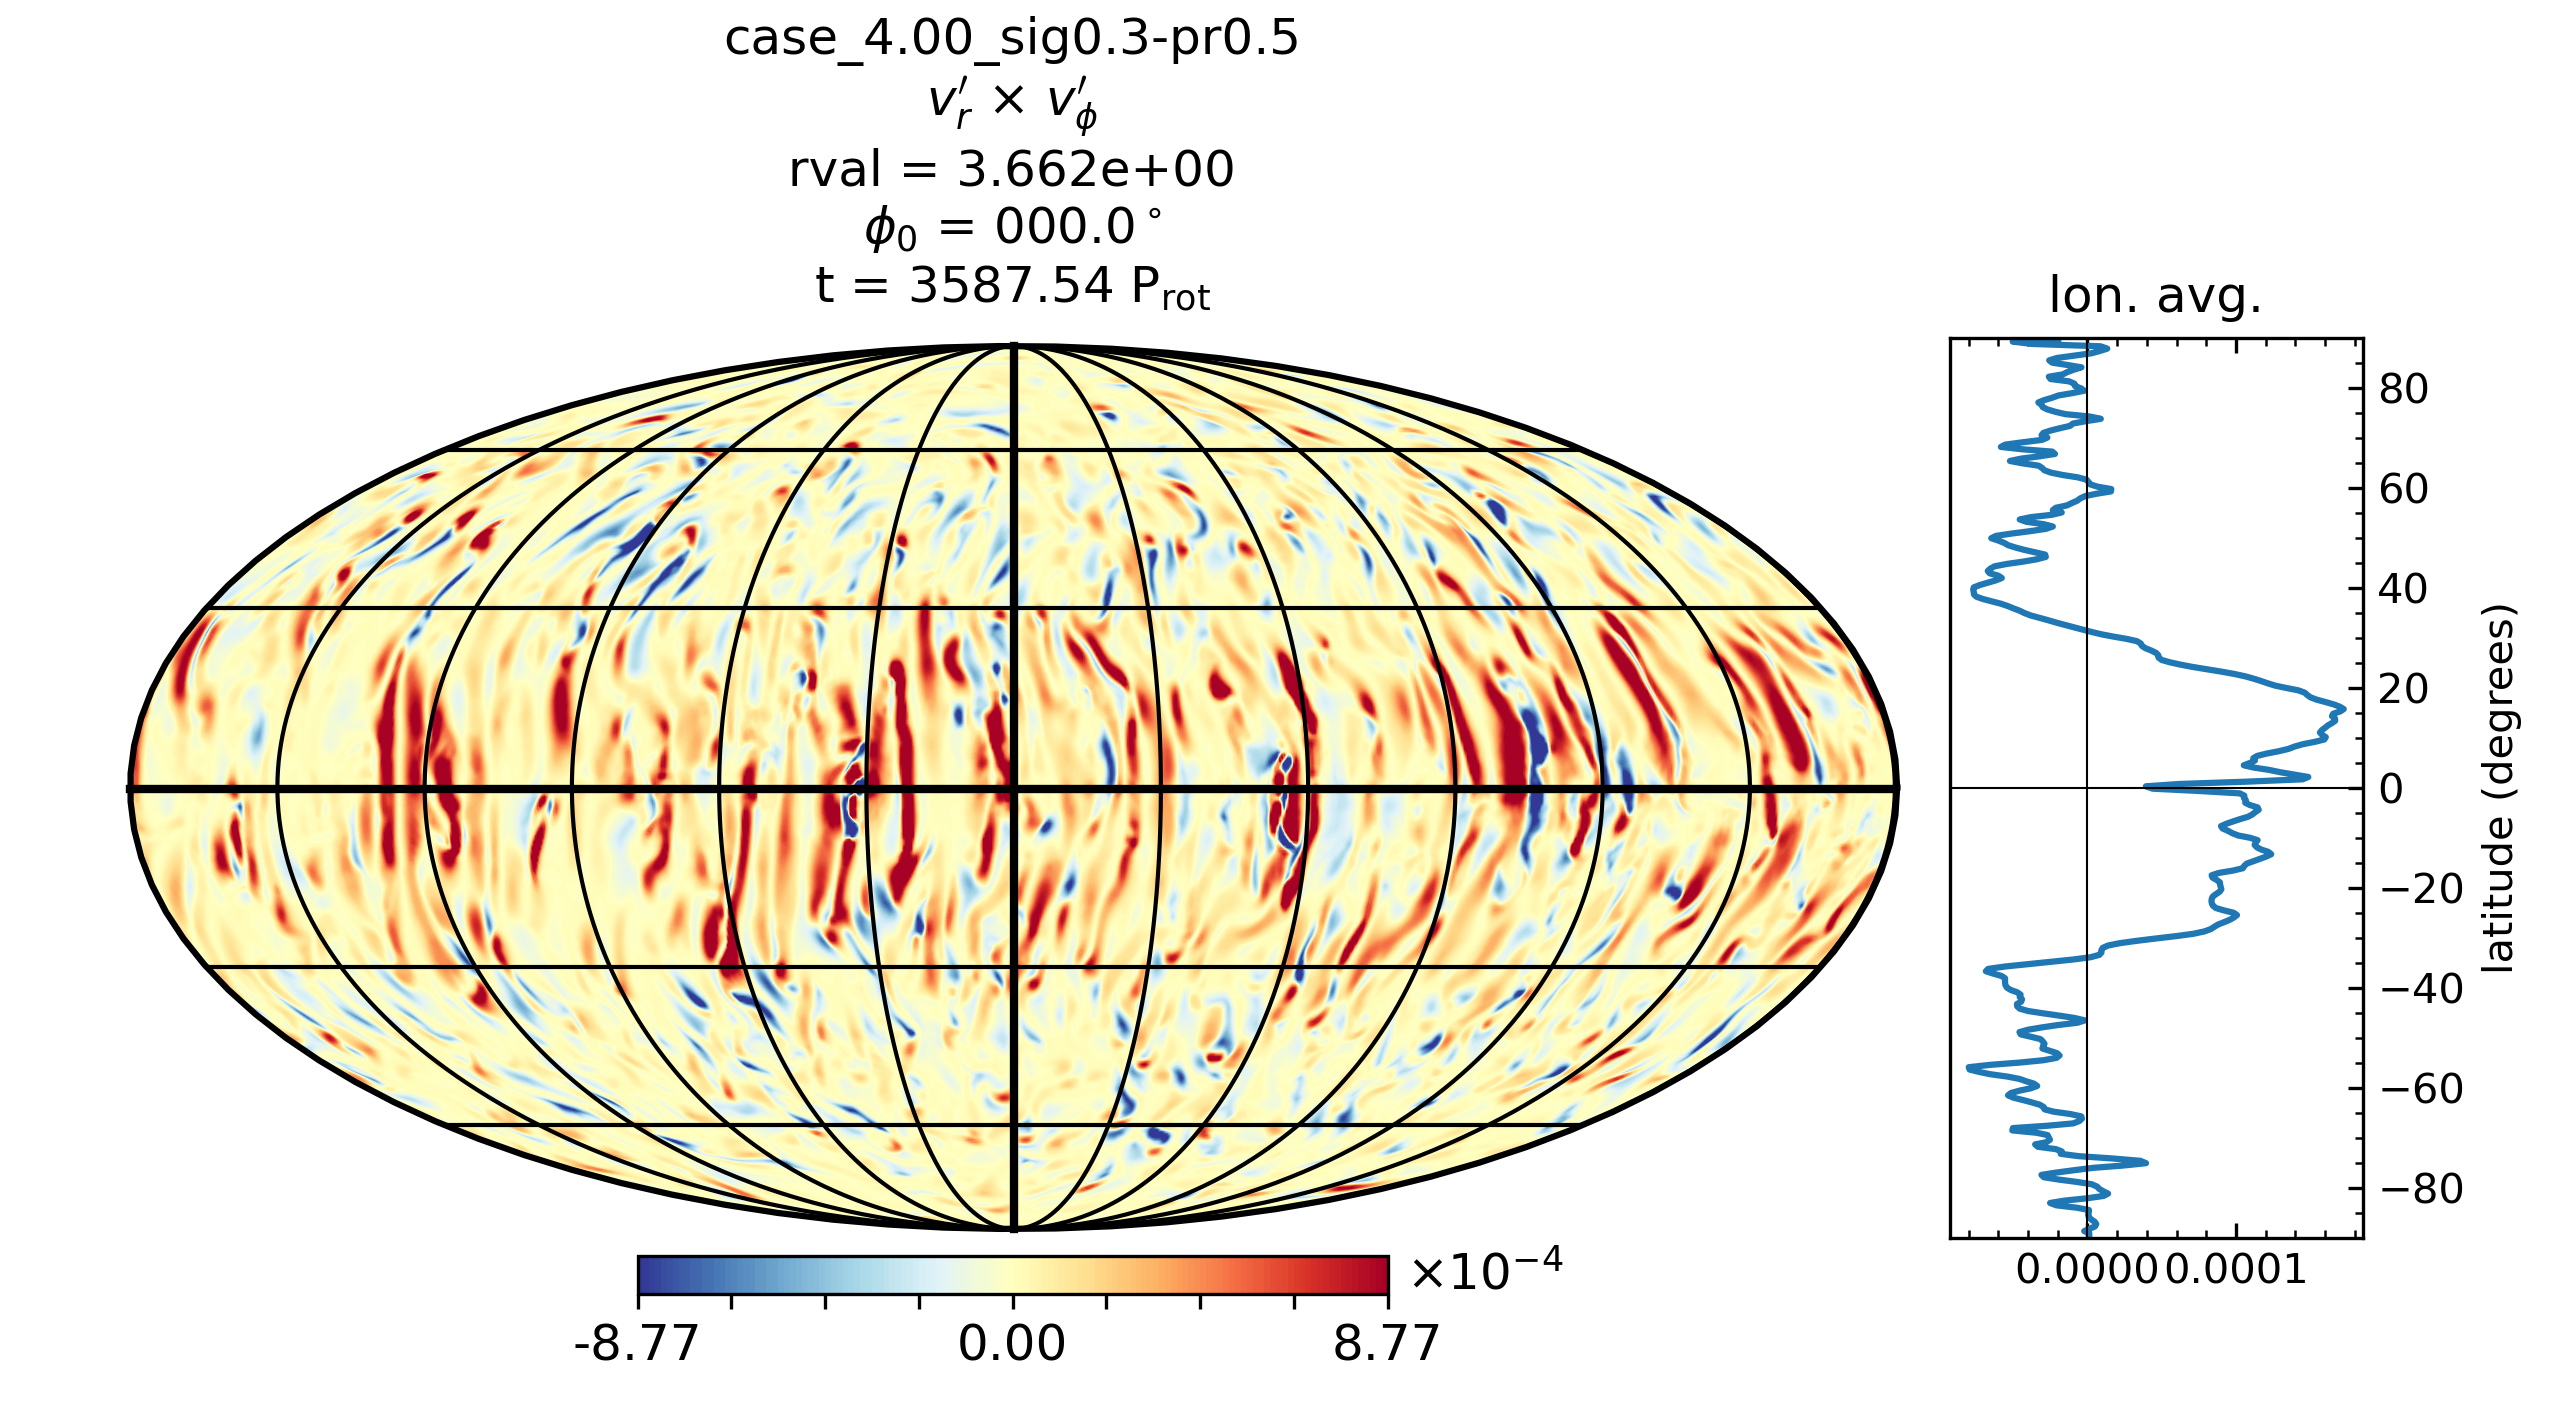 case_4.00_sig0.3-pr0.5
v′r × v′ϕ
rval = 3.662e+00
ϕ0 = 000.0°
t = 3587.54 Prot
lon. avg.
80
60
40
20
0
−20
−40
−60
−80
latitude (degrees)
0.0000 0.0001
×10−4
-8.77 0.00 8.77